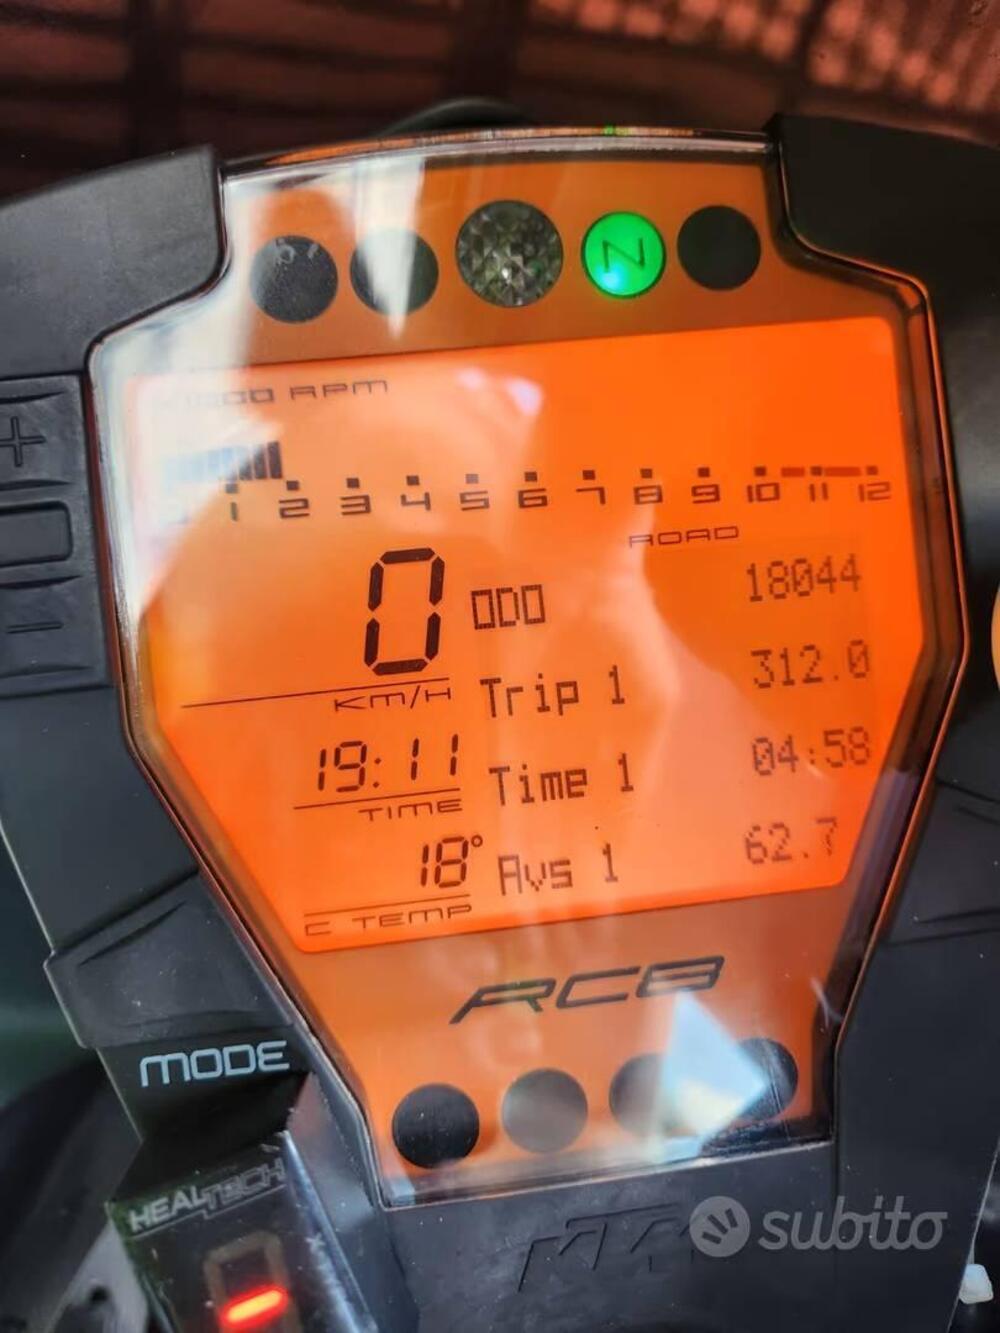 N
X1000 RPM
1 2 3 4 5 6 7 8 9 10 11 12
ROAD
0
KM/H
19:11
TIME
18°
C TEMP
ODO 18044
Trip 1 312.0
Time 1 04:58
Avs 1 62.7
RC8
+
-
MODE
HEALTECH
KTM
subito